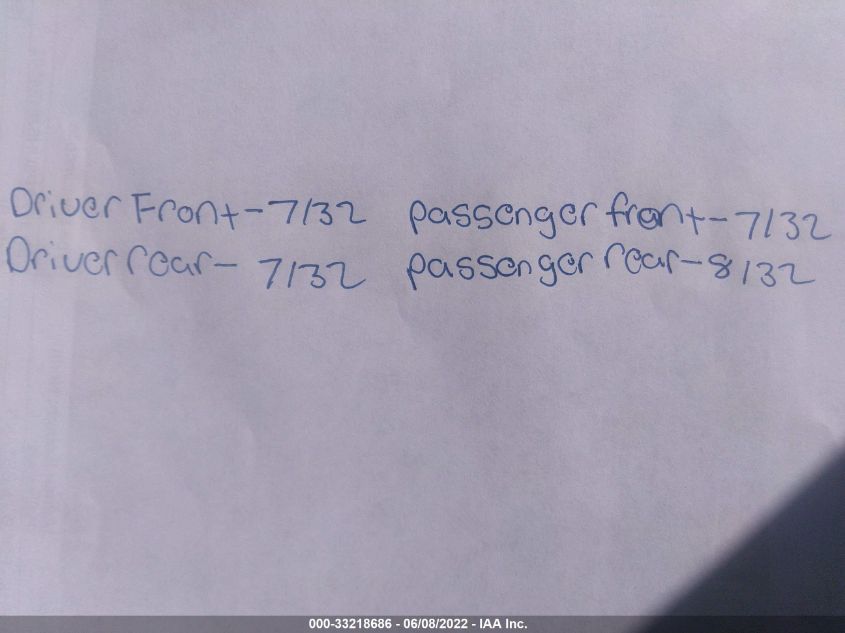 Driver Front-7/32 passenger front-7/32
Driver rear-7/32 passenger rear-8/32
000-33218686 - 06/08/2022 - IAA Inc.